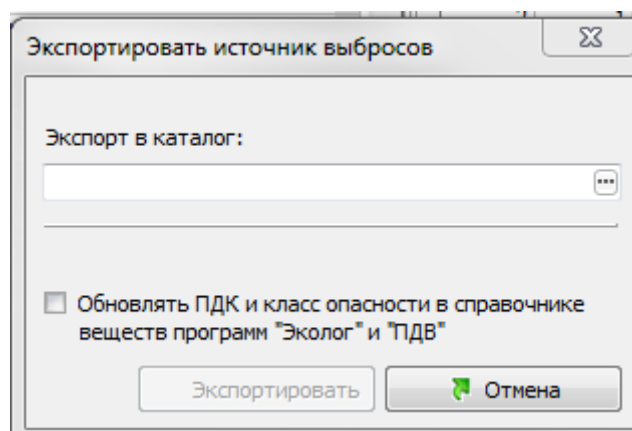 Экспортировать источник выбросов
Экспорт в каталог:
Обновлять ПДК и класс опасности в справочнике
веществ программ "Эколог" и "ПДВ"
Экспортировать
Отмена